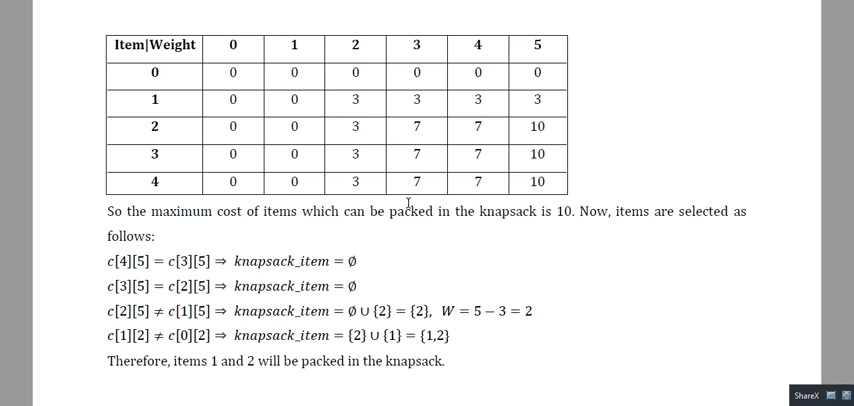 Item|Weight 0 1 2 3 4 5
0 0 0 0 0 0 0
1 0 0 3 3 3 3
2 0 0 3 7 7 10
3 0 0 3 7 7 10
4 0 0 3 7 7 10
So the maximum cost of items which can be packed in the knapsack is 10. Now, items are selected as
follows:
c[4][5] = c[3][5] ⇒ knapsack_item = ∅
c[3][5] = c[2][5] ⇒ knapsack_item = ∅
c[2][5] ≠ c[1][5] ⇒ knapsack_item = ∅ ∪ {2} = {2}, W = 5 − 3 = 2
c[1][2] ≠ c[0][2] ⇒ knapsack_item = {2} ∪ {1} = {1,2}
Therefore, items 1 and 2 will be packed in the knapsack.
ShareX